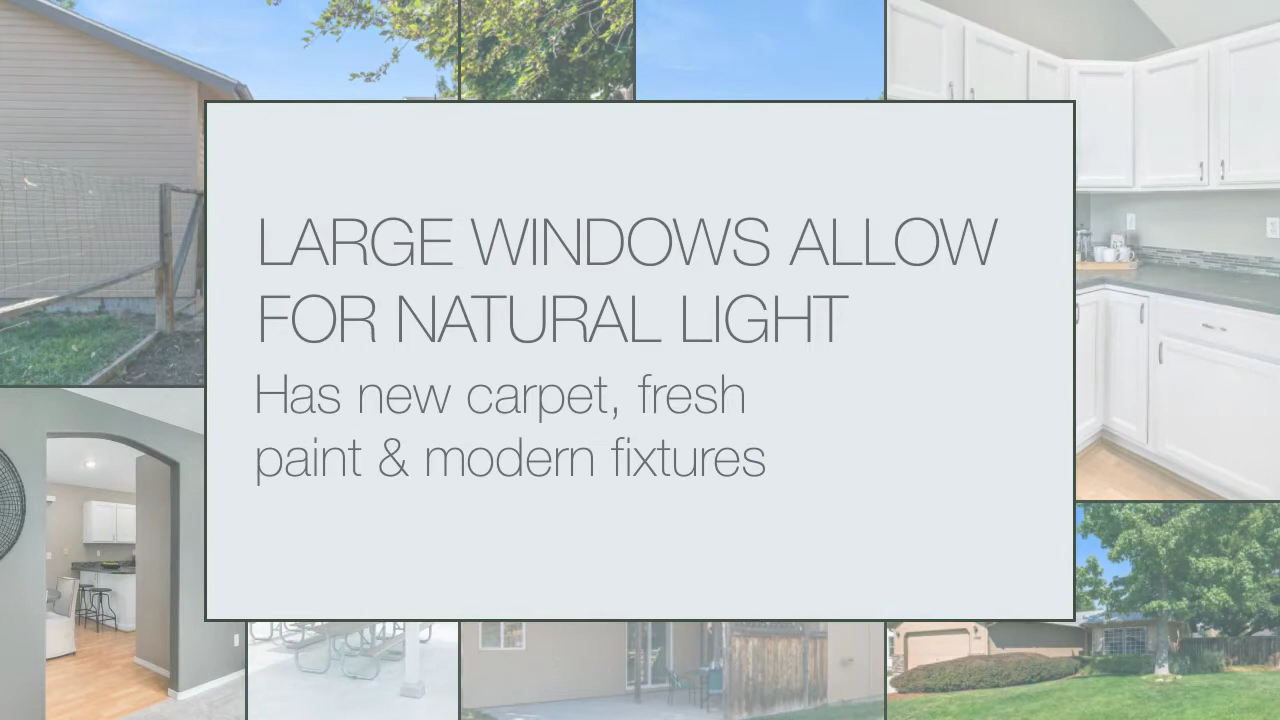 LARGE WINDOWS ALLOW
FOR NATURAL LIGHT
Has new carpet, fresh
paint & modern fixtures